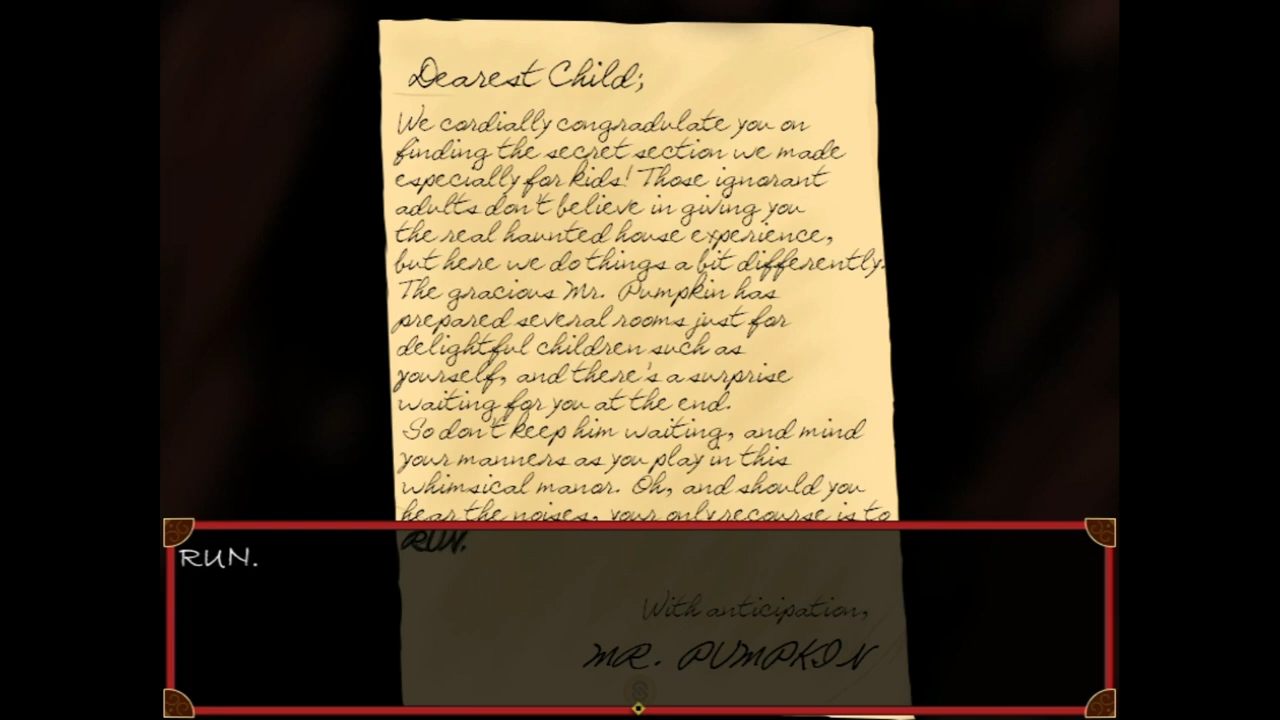 Dearest Child;
We cordially congradulate you on
finding the secret section we made
especially for kids! Those ignorant
adults don't believe in giving you
the real haunted house experience,
but here we do things a bit differently.
The gracious Mr. Pumpkin has
prepared several rooms just for
delightful children such as
yourself, and there's a surprise
waiting for you at the end.
So don't keep him waiting, and mind
your manners as you play in this
whimsical manor. Oh, and should you
hear the noises, your only recourse is to
RUN.
With anticipation,
MR. PUMPKIN
RUN.